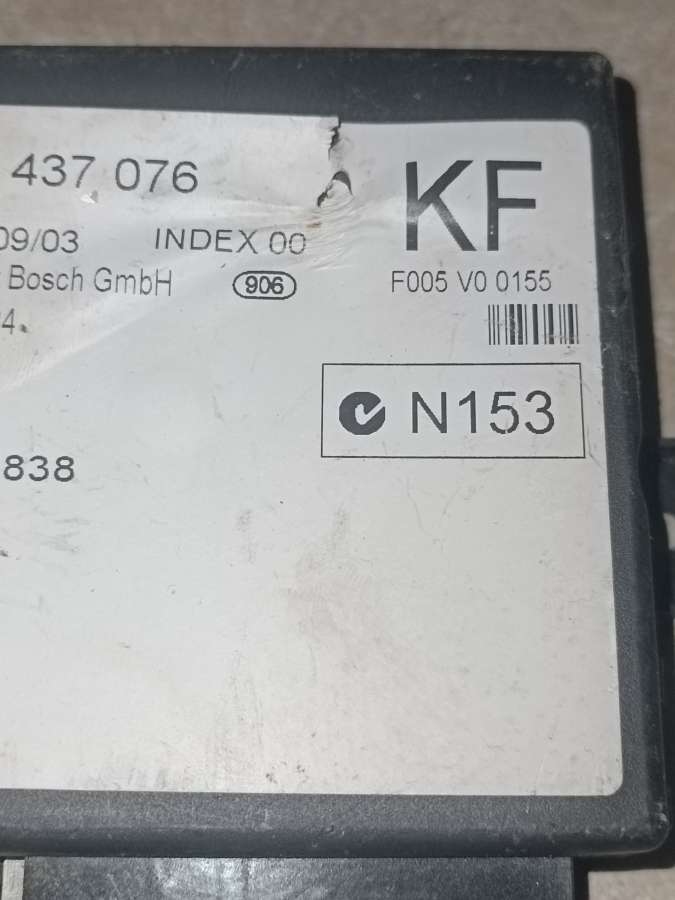 437 076
KF
09/03 INDEX 00
Bosch GmbH 906
F005 V0 0155
4.
N153
838